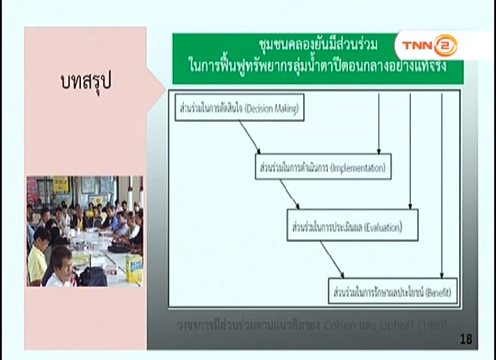 TNN 2
ชุมชนคลองยันมีส่วนร่วม
ในการฟื้นฟูทรัพยากรลุ่มน้ำตาปีตอนกลางอย่างแท้จริง
บทสรุป
ส่วนร่วมในการตัดสินใจ (Decision Making)
ส่วนร่วมในการดำเนินการ (Implementation)
ส่วนร่วมในการประเมินผล (Evaluation)
ส่วนร่วมในการรักษาผลประโยชน์ (Benefit)
วงจรการมีส่วนร่วมตามแนวคิดของ Cohen และ Uphoff (1980)
18